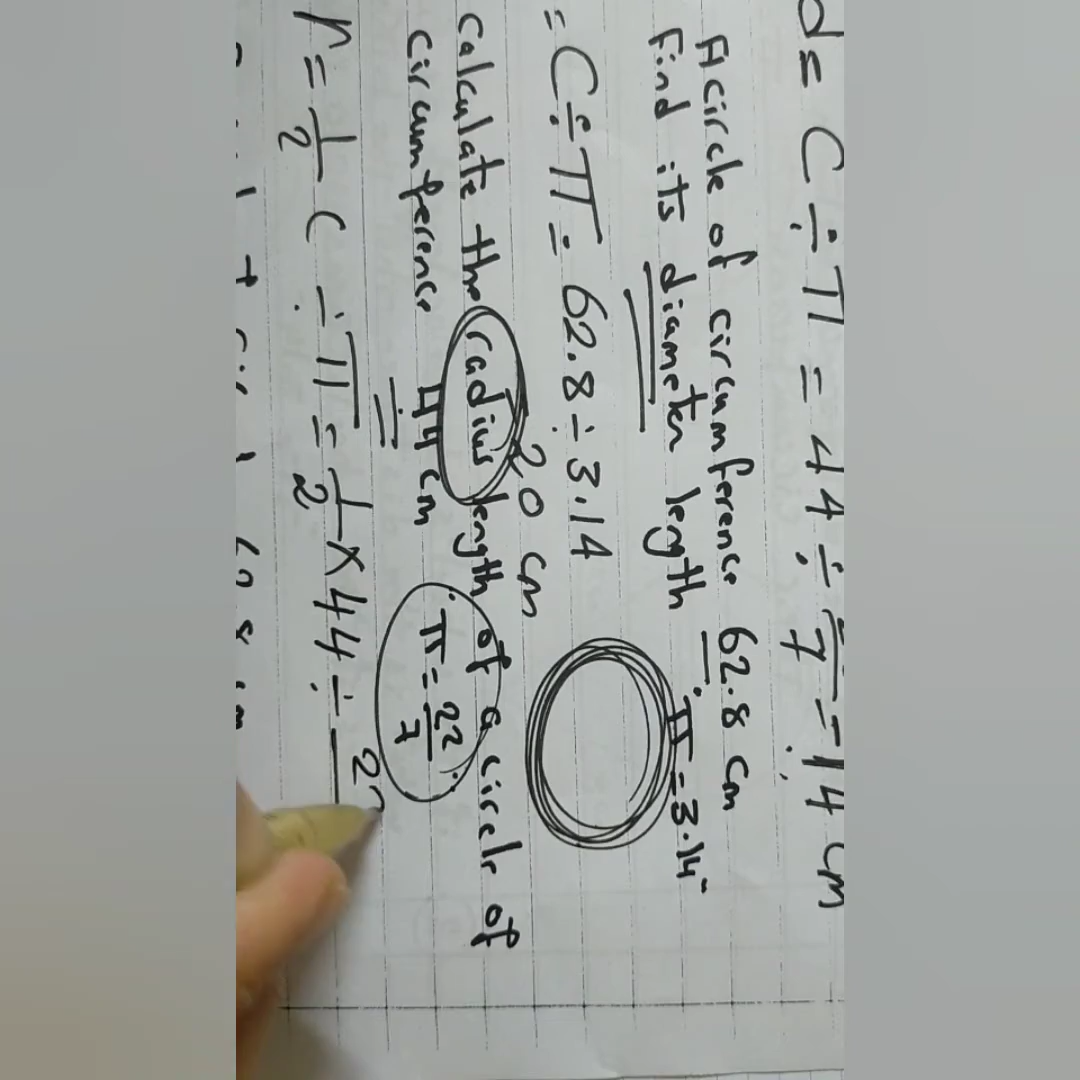 d = C ÷ π = 44 ÷ 22/7 = 14 cm
A circle of circumference 62.8 cm
Find its diameter length π = 3.14
= C ÷ π = 62.8 ÷ 3.14
20 cm
Calculate the radius length of a circle of
circumference 44 cm π = 22/7
r = 1/2 C ÷ π = 1/2 × 44 ÷ 22